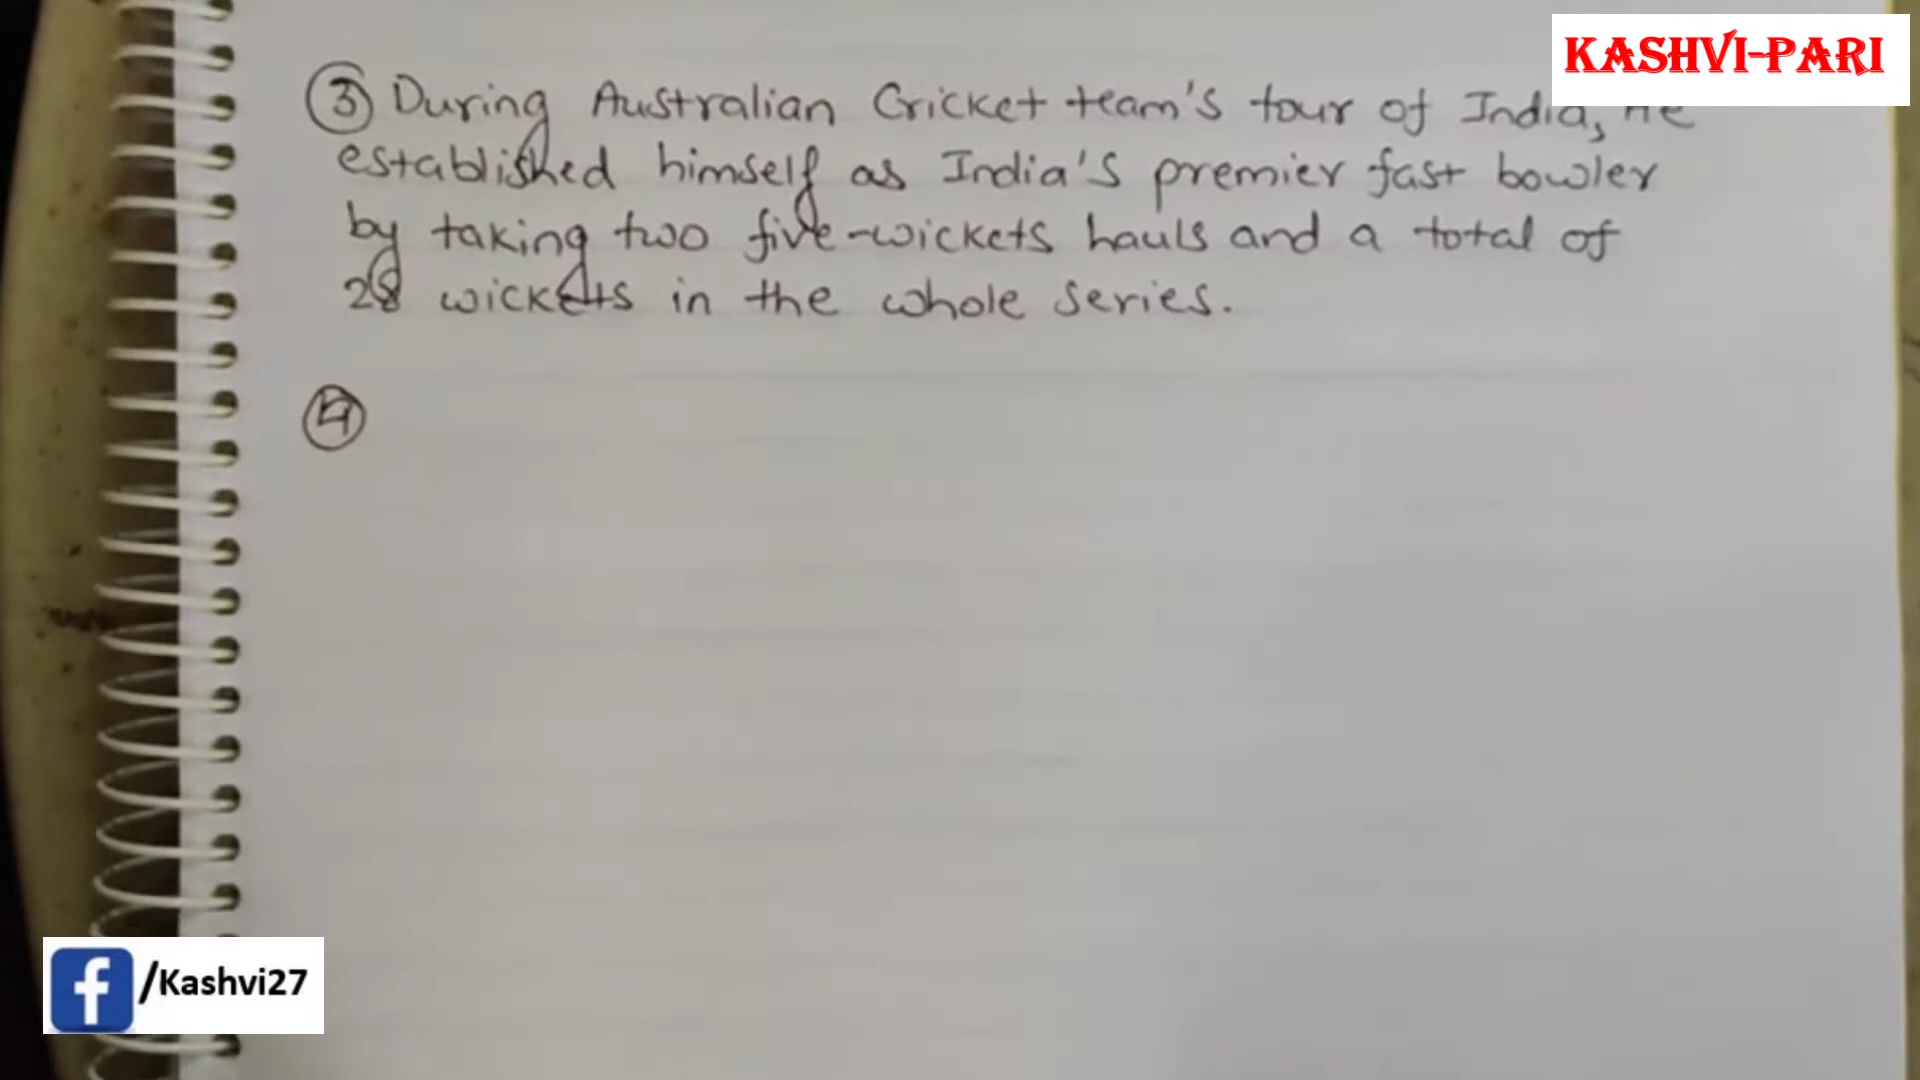 KASHVI-PARI
③ During Australian Cricket team's tour of India, He
established himself as India's premier fast bowler
by taking two five-wickets hauls and a total of
28 wickets in the whole series.
④
f/Kashvi27